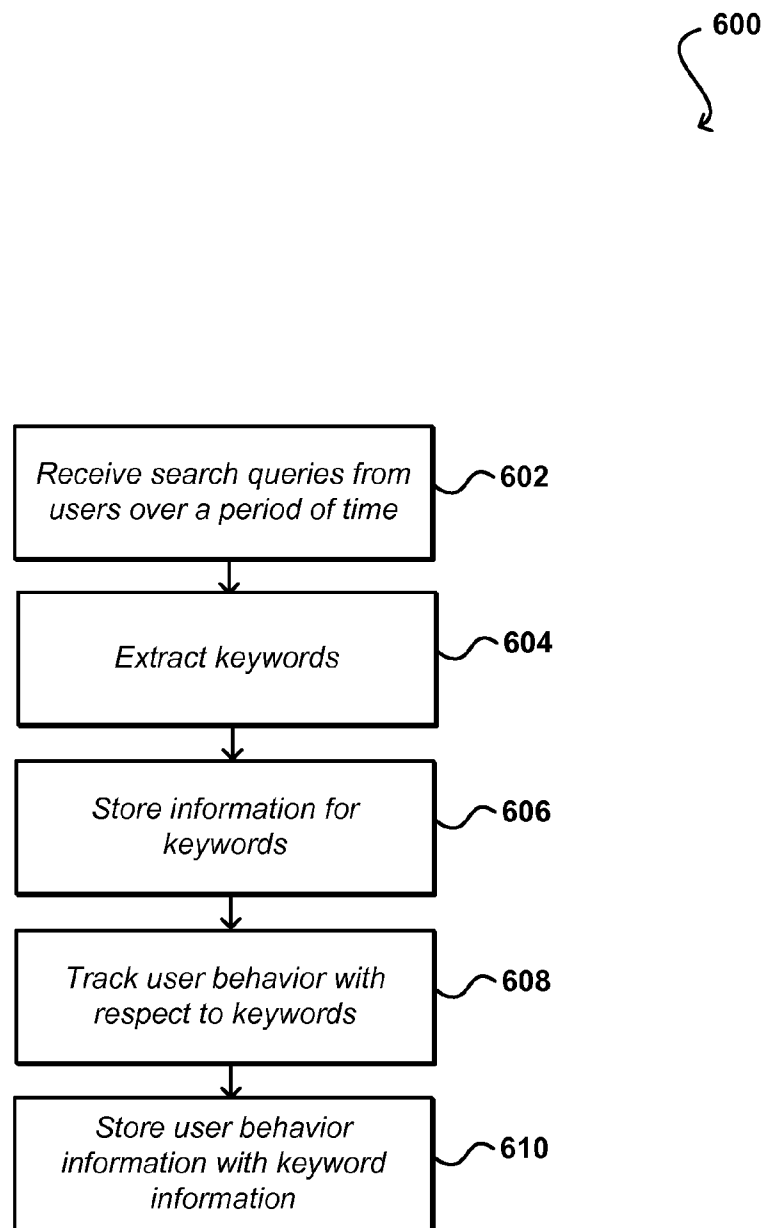 600
Receive search queries from
users over a period of time
602
Extract keywords
604
Store information for
keywords
606
Track user behavior with
respect to keywords
608
Store user behavior
information with keyword
information
610